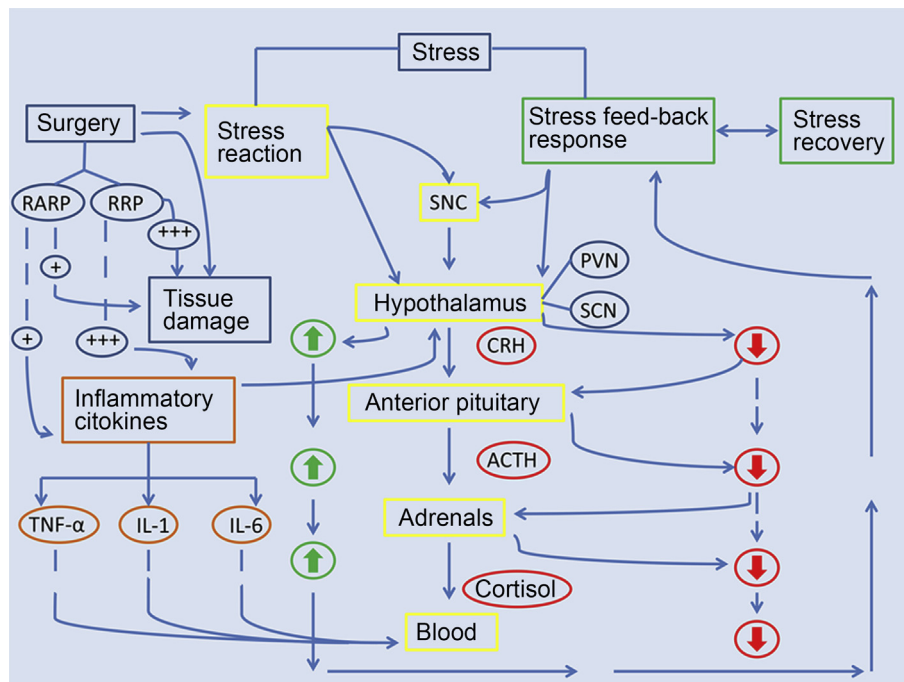 Stress
Surgery
Stress
reaction
Stress feed-back
response
Stress
recovery
RARP
RRP
SNC
+++
+
PVN
Tissue
damage
Hypothalamus
SCN
+
+++
CRH
Inflammatory
citokines
Anterior pituitary
ACTH
TNF-α
IL-1
IL-6
Adrenals
Cortisol
Blood